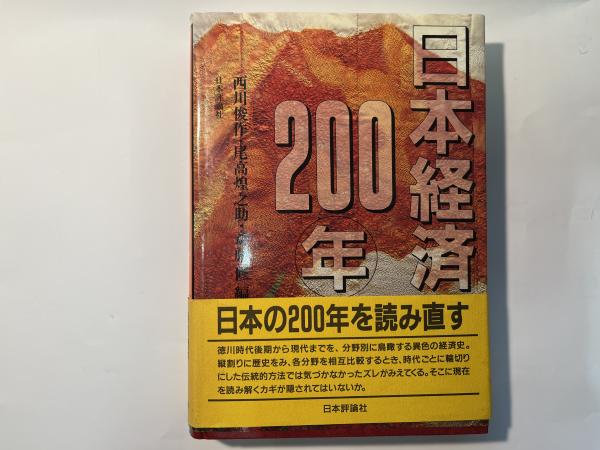 日本経済
200
年
西川俊作・尾高煌之助・斎藤修 編
日本評論社
日本の200年を読み直す
徳川時代後期から現代までを、分野別に鳥瞰する異色の経済史。
縦割りに歴史をみ、各分野を相互比較するとき、時代ごとに輪切り
にした伝統的方法では気づかなかったズレがみえてくる。そこに現在
を読み解くカギが隠されてはいないか。
日本評論社